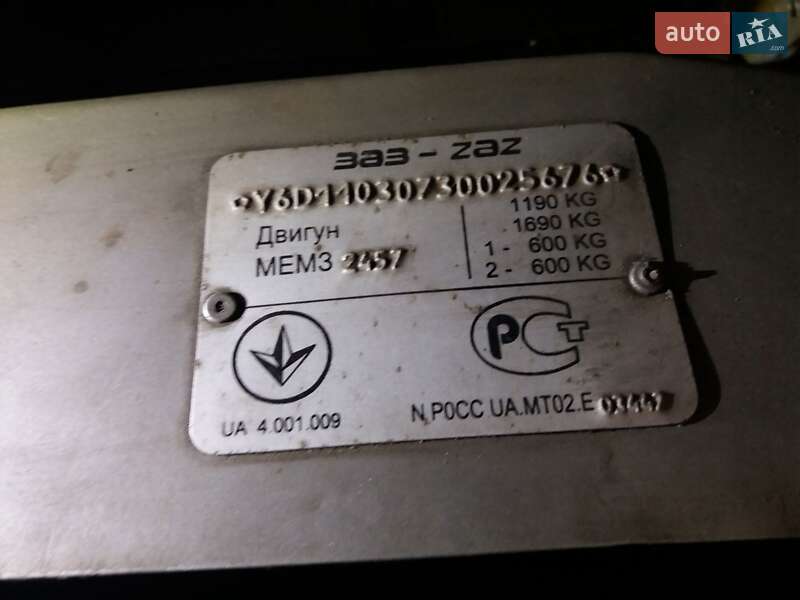 auto RIA.com
ЗАЗ - ZAZ
Y6D11030730025676
1190 KG
1690 KG
Двигун
1 - 600 KG
МЕМЗ 2457
2 - 600 KG
РСТ
UA 4.001.009
N.POCC UA.MT02.E